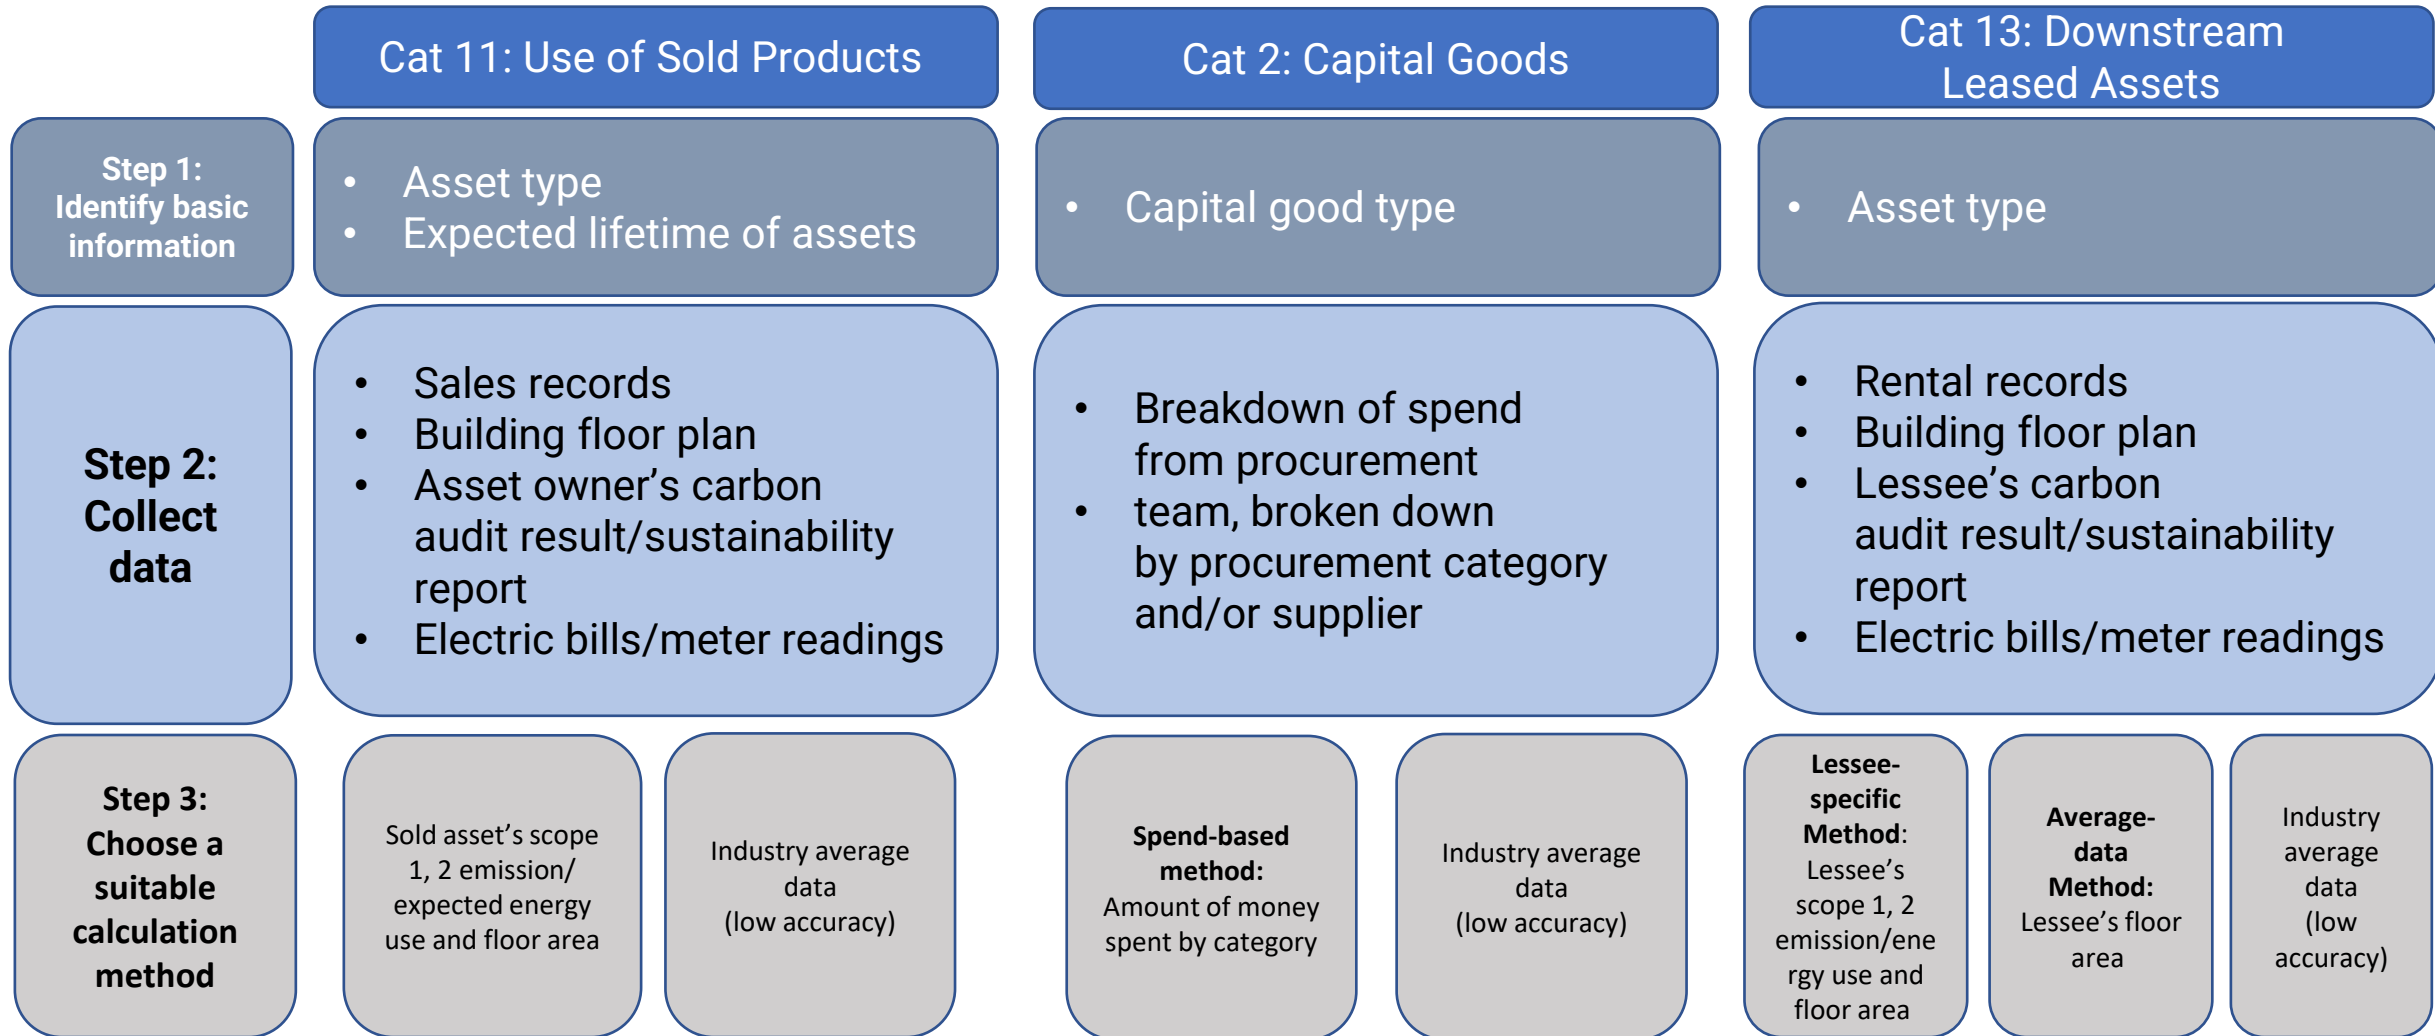 Cat 11: Use of Sold Products
Cat 2: Capital Goods
Cat 13: Downstream
Leased Assets
Step 1:
Identify basic
information
• Asset type
• Expected lifetime of assets
• Capital good type
• Asset type
Step 2:
Collect
data
• Sales records
• Building floor plan
• Asset owner’s carbon
audit result/sustainability
report
• Electric bills/meter readings
• Breakdown of spend
from procurement
• team, broken down
by procurement category
and/or supplier
• Rental records
• Building floor plan
• Lessee’s carbon
audit result/sustainability
report
• Electric bills/meter readings
Step 3:
Choose a
suitable
calculation
method
Sold asset’s scope
1, 2 emission/
expected energy
use and floor area
Industry average
data
(low accuracy)
Spend-based
method:
Amount of money
spent by category
Industry average
data
(low accuracy)
Lessee-
specific
Method:
Lessee’s
scope 1, 2
emission/ene
rgy use and
floor area
Average-
data
Method:
Lessee’s floor
area
Industry
average
data
(low
accuracy)